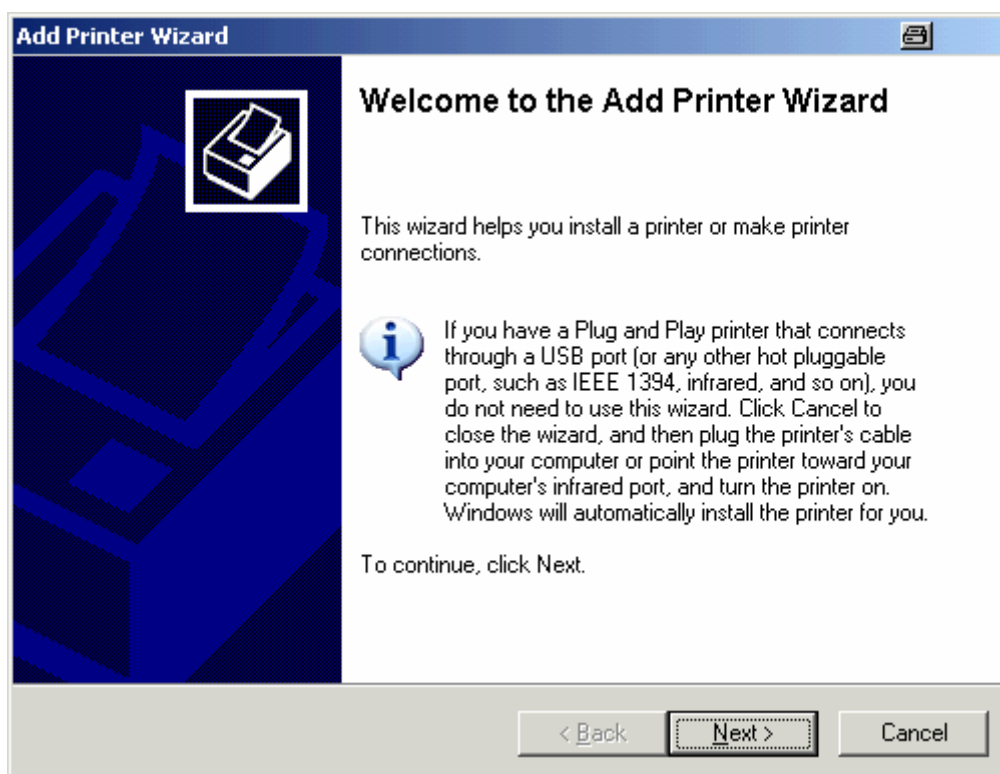 Add Printer Wizard
Welcome to the Add Printer Wizard
This wizard helps you install a printer or make printer
connections.
If you have a Plug and Play printer that connects
through a USB port (or any other hot pluggable
port, such as IEEE 1394, infrared, and so on), you
do not need to use this wizard. Click Cancel to
close the wizard, and then plug the printer's cable
into your computer or point the printer toward your
computer's infrared port, and turn the printer on.
Windows will automatically install the printer for you.
To continue, click Next.
< Back
Next >
Cancel